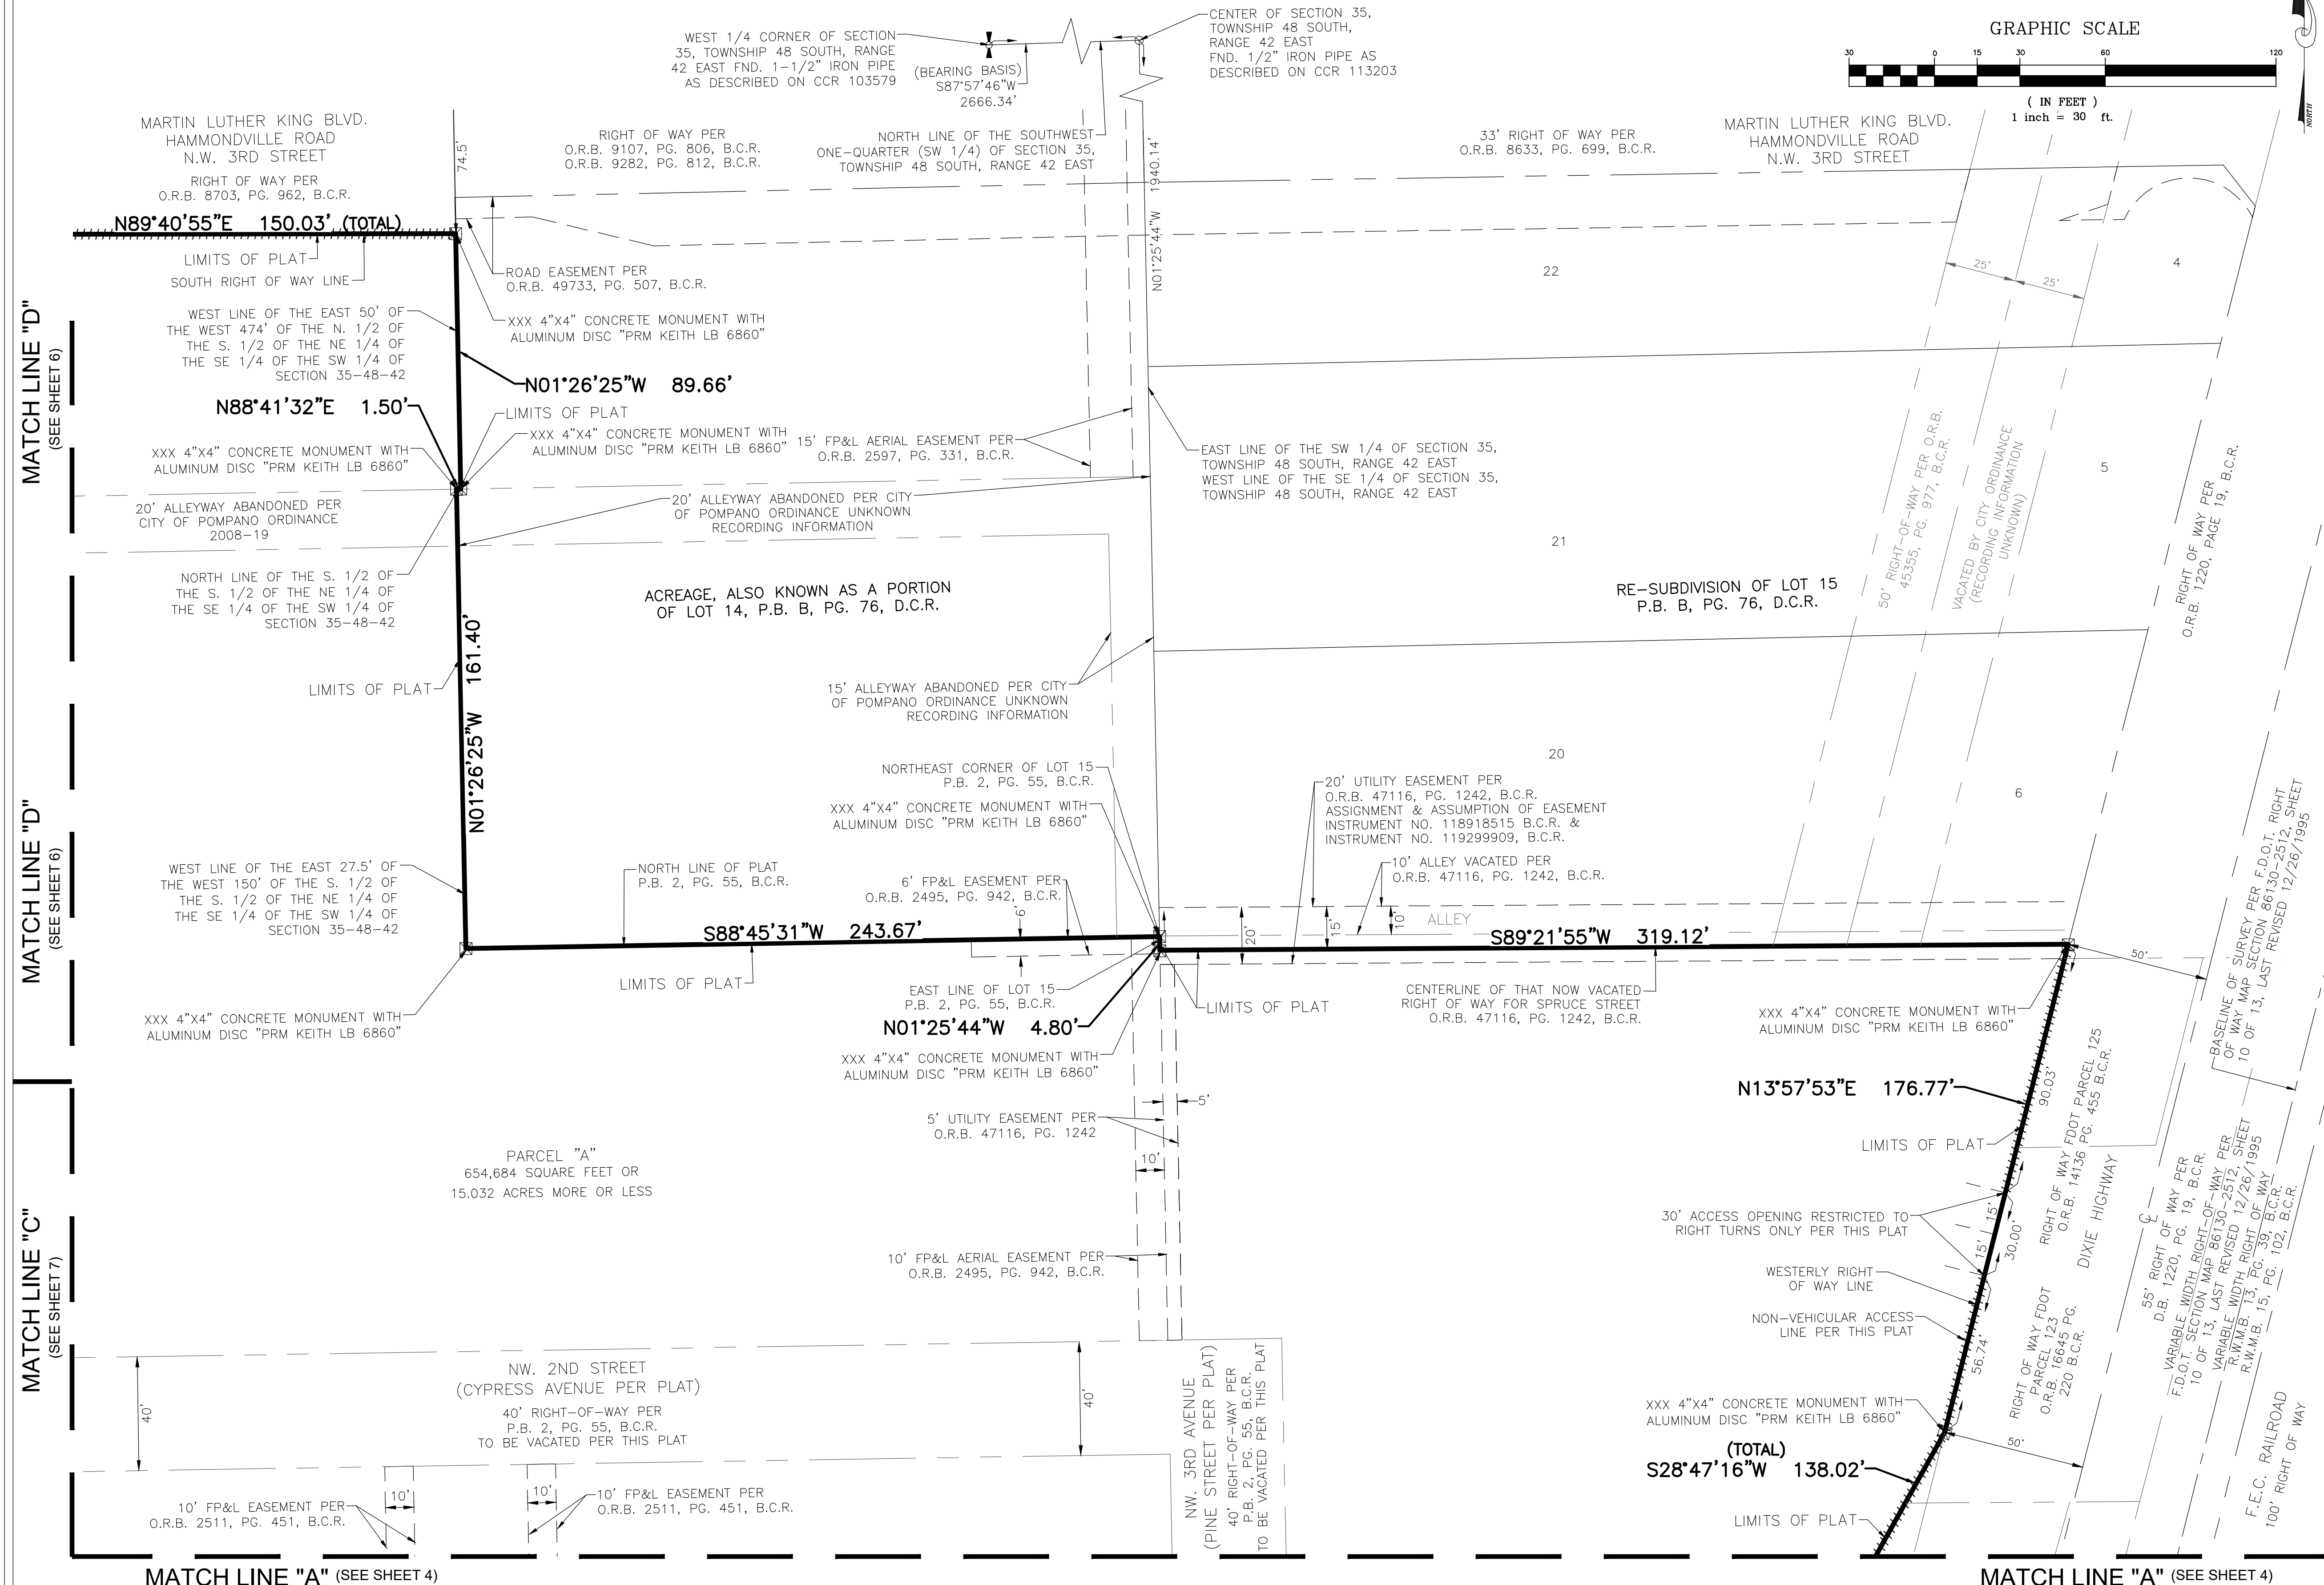 WEST 1/4 CORNER OF SECTION
35, TOWNSHIP 48 SOUTH, RANGE
42 EAST FND. 1-1/2" IRON PIPE
AS DESCRIBED ON CCR 103579
(BEARING BASIS)
S87°57'46"W
2666.34'
CENTER OF SECTION 35,
TOWNSHIP 48 SOUTH,
RANGE 42 EAST
FND. 1/2" IRON PIPE AS
DESCRIBED ON CCR 113203
GRAPHIC SCALE
30 0 15 30 60 120
( IN FEET )
1 inch = 30 ft.
NORTH
MARTIN LUTHER KING BLVD.
HAMMONDVILLE ROAD
N.W. 3RD STREET
RIGHT OF WAY PER
O.R.B. 8703, PG. 962, B.C.R.
74.5'
RIGHT OF WAY PER
O.R.B. 9107, PG. 806, B.C.R.
O.R.B. 9282, PG. 812, B.C.R.
NORTH LINE OF THE SOUTHWEST
ONE-QUARTER (SW 1/4) OF SECTION 35,
TOWNSHIP 48 SOUTH, RANGE 42 EAST
N01°25'44"W 1940.14'
33' RIGHT OF WAY PER
O.R.B. 8633, PG. 699, B.C.R.
MARTIN LUTHER KING BLVD.
HAMMONDVILLE ROAD
N.W. 3RD STREET
N89°40'55"E 150.03' (TOTAL)
LIMITS OF PLAT
SOUTH RIGHT OF WAY LINE
ROAD EASEMENT PER
O.R.B. 49733, PG. 507, B.C.R.
22
25'
25'
4
MATCH LINE "D"
(SEE SHEET 6)
WEST LINE OF THE EAST 50' OF
THE WEST 474' OF THE N. 1/2 OF
THE S. 1/2 OF THE NE 1/4 OF
THE SE 1/4 OF THE SW 1/4 OF
SECTION 35-48-42
XXX 4"X4" CONCRETE MONUMENT WITH
ALUMINUM DISC "PRM KEITH LB 6860"
N01°26'25"W 89.66'
N88°41'32"E 1.50'
LIMITS OF PLAT
XXX 4"X4" CONCRETE MONUMENT WITH
ALUMINUM DISC "PRM KEITH LB 6860"
XXX 4"X4" CONCRETE MONUMENT WITH
ALUMINUM DISC "PRM KEITH LB 6860"
15' FP&L AERIAL EASEMENT PER
O.R.B. 2597, PG. 331, B.C.R.
EAST LINE OF THE SW 1/4 OF SECTION 35,
TOWNSHIP 48 SOUTH, RANGE 42 EAST
WEST LINE OF THE SE 1/4 OF SECTION 35,
TOWNSHIP 48 SOUTH, RANGE 42 EAST
50' RIGHT-OF-WAY PER O.R.B.
45355, PG. 977, B.C.R.
VACATED BY CITY ORDINANCE
(RECORDING INFORMATION
UNKNOWN)
5
RIGHT OF WAY PER
O.R.B. 1220, PAGE 19, B.C.R.
20' ALLEYWAY ABANDONED PER
CITY OF POMPANO ORDINANCE
2008-19
20' ALLEYWAY ABANDONED PER CITY
OF POMPANO ORDINANCE UNKNOWN
RECORDING INFORMATION
21
NORTH LINE OF THE S. 1/2 OF
THE S. 1/2 OF THE NE 1/4 OF
THE SE 1/4 OF THE SW 1/4 OF
SECTION 35-48-42
ACREAGE, ALSO KNOWN AS A PORTION
OF LOT 14, P.B. B, PG. 76, D.C.R.
RE-SUBDIVISION OF LOT 15
P.B. B, PG. 76, D.C.R.
N01°26'25"W 161.40'
LIMITS OF PLAT
15' ALLEYWAY ABANDONED PER CITY
OF POMPANO ORDINANCE UNKNOWN
RECORDING INFORMATION
20
6
NORTHEAST CORNER OF LOT 15
P.B. 2, PG. 55, B.C.R.
XXX 4"X4" CONCRETE MONUMENT WITH
ALUMINUM DISC "PRM KEITH LB 6860"
20' UTILITY EASEMENT PER
O.R.B. 47116, PG. 1242, B.C.R.
ASSIGNMENT & ASSUMPTION OF EASEMENT
INSTRUMENT NO. 118918515 B.C.R. &
INSTRUMENT NO. 119299909, B.C.R.
10' ALLEY VACATED PER
O.R.B. 47116, PG. 1242, B.C.R.
MATCH LINE "D"
(SEE SHEET 6)
WEST LINE OF THE EAST 27.5' OF
THE WEST 150' OF THE S. 1/2 OF
THE S. 1/2 OF THE NE 1/4 OF
THE SE 1/4 OF THE SW 1/4 OF
SECTION 35-48-42
NORTH LINE OF PLAT
P.B. 2, PG. 55, B.C.R.
6' FP&L EASEMENT PER
O.R.B. 2495, PG. 942, B.C.R.
6'
20'
15'
10'
ALLEY
S88°45'31"W 243.67'
S89°21'55"W 319.12'
LIMITS OF PLAT
EAST LINE OF LOT 15
P.B. 2, PG. 55, B.C.R.
N01°25'44"W 4.80'
LIMITS OF PLAT
CENTERLINE OF THAT NOW VACATED
RIGHT OF WAY FOR SPRUCE STREET
O.R.B. 47116, PG. 1242, B.C.R.
50'
BASELINE OF SURVEY PER F.D.O.T. RIGHT
OF WAY MAP SECTION 86130-2512, SHEET
10 OF 13, LAST REVISED 12/26/1995
XXX 4"X4" CONCRETE MONUMENT WITH
ALUMINUM DISC "PRM KEITH LB 6860"
XXX 4"X4" CONCRETE MONUMENT WITH
ALUMINUM DISC "PRM KEITH LB 6860"
XXX 4"X4" CONCRETE MONUMENT WITH
ALUMINUM DISC "PRM KEITH LB 6860"
N13°57'53"E 176.77'
90.03'
RIGHT OF WAY FDOT PARCEL 125
O.R.B. 14136 PG. 455 B.C.R.
5'
5' UTILITY EASEMENT PER
O.R.B. 47116, PG. 1242
10'
LIMITS OF PLAT
PARCEL "A"
654,684 SQUARE FEET OR
15.032 ACRES MORE OR LESS
MATCH LINE "C"
(SEE SHEET 7)
10' FP&L AERIAL EASEMENT PER
O.R.B. 2495, PG. 942, B.C.R.
30' ACCESS OPENING RESTRICTED TO
RIGHT TURNS ONLY PER THIS PLAT
15'
15'
30.00'
WESTERLY RIGHT
OF WAY LINE
NON-VEHICULAR ACCESS
LINE PER THIS PLAT
56.74'
DIXIE HIGHWAY
RIGHT OF WAY FDOT
PARCEL 123
O.R.B. 16645 PG.
220 B.C.R.
CL
55' RIGHT OF WAY PER
D.B. 1220, PG. 19, B.C.R.
VARIABLE WIDTH RIGHT-OF-WAY PER
F.D.O.T. SECTION MAP 86130-2512, SHEET
10 OF 13, LAST REVISED 12/26/1995
VARIABLE WIDTH RIGHT OF WAY
R.W.M.B. 13, PG. 39, B.C.R.
R.W.M.B. 15, PG. 102, B.C.R.
40'
NW. 2ND STREET
(CYPRESS AVENUE PER PLAT)
40' RIGHT-OF-WAY PER
P.B. 2, PG. 55, B.C.R.
TO BE VACATED PER THIS PLAT
40'
NW. 3RD AVENUE
(PINE STREET PER PLAT)
40' RIGHT-OF-WAY PER
P.B. 2, PG. 55, B.C.R.
TO BE VACATED PER THIS PLAT
XXX 4"X4" CONCRETE MONUMENT WITH
ALUMINUM DISC "PRM KEITH LB 6860"
50'
(TOTAL)
S28°47'16"W 138.02'
LIMITS OF PLAT
F.E.C. RAILROAD
100' RIGHT OF WAY
10' FP&L EASEMENT PER
O.R.B. 2511, PG. 451, B.C.R.
10'
10'
10' FP&L EASEMENT PER
O.R.B. 2511, PG. 451, B.C.R.
MATCH LINE "A" (SEE SHEET 4)
MATCH LINE "A" (SEE SHEET 4)